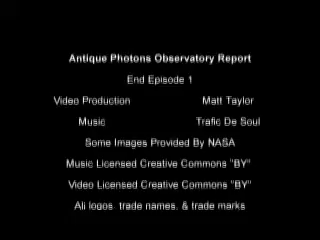 Antique Photons Observatory Report
End Episode 1
Video Production Matt Taylor
Music Trafic De Soul
Some Images Provided By NASA
Music Licensed Creative Commons "BY"
Video Licensed Creative Commons "BY"
All logos, trade names, & trade marks